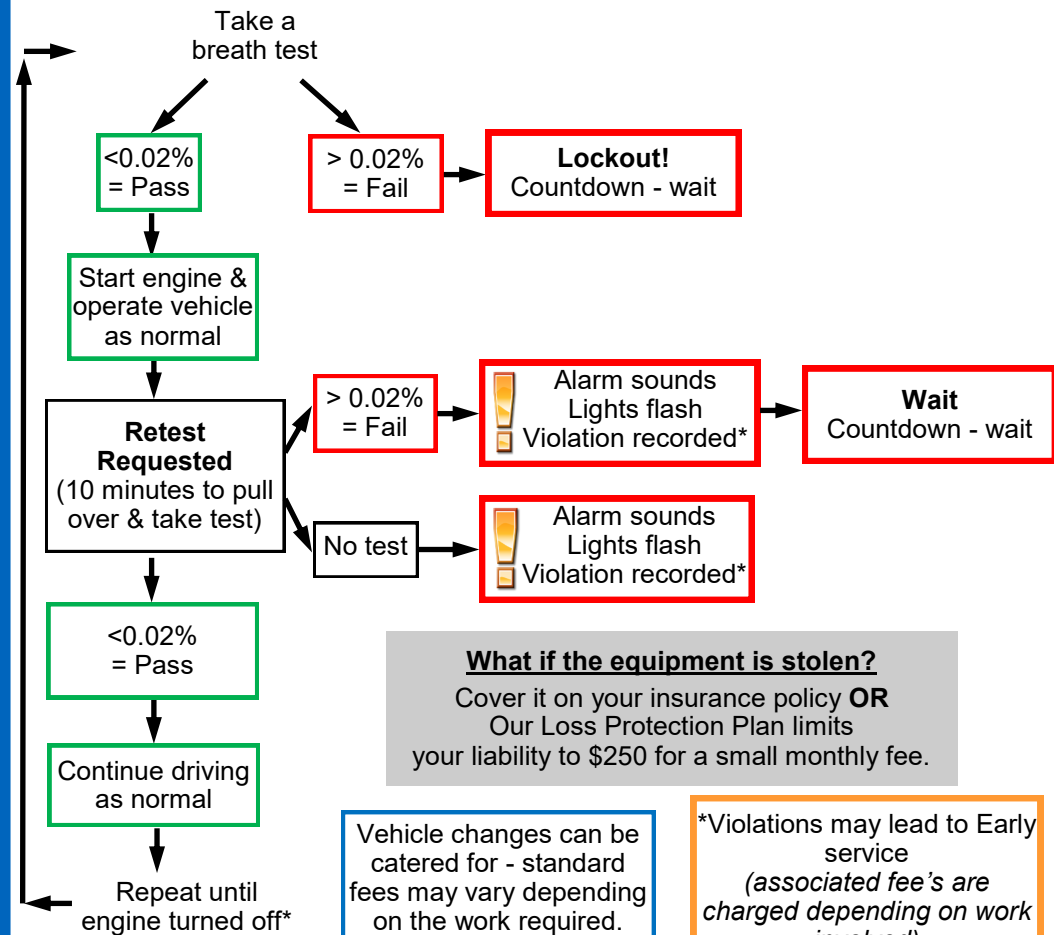 Take a
breath test
<0.02%
= Pass
> 0.02%
= Fail
Lockout!
Countdown - wait
Start engine &
operate vehicle
as normal
Retest
Requested
(10 minutes to pull
over & take test)
> 0.02%
= Fail
Alarm sounds
Lights flash
Violation recorded*
Wait
Countdown - wait
No test
Alarm sounds
Lights flash
Violation recorded*
<0.02%
= Pass
What if the equipment is stolen?
Cover it on your insurance policy OR
Our Loss Protection Plan limits
your liability to $250 for a small monthly fee.
Continue driving
as normal
Repeat until
engine turned off*
Vehicle changes can be
catered for - standard
fees may vary depending
on the work required.
*Violations may lead to Early
service
(associated fee's are
charged depending on work